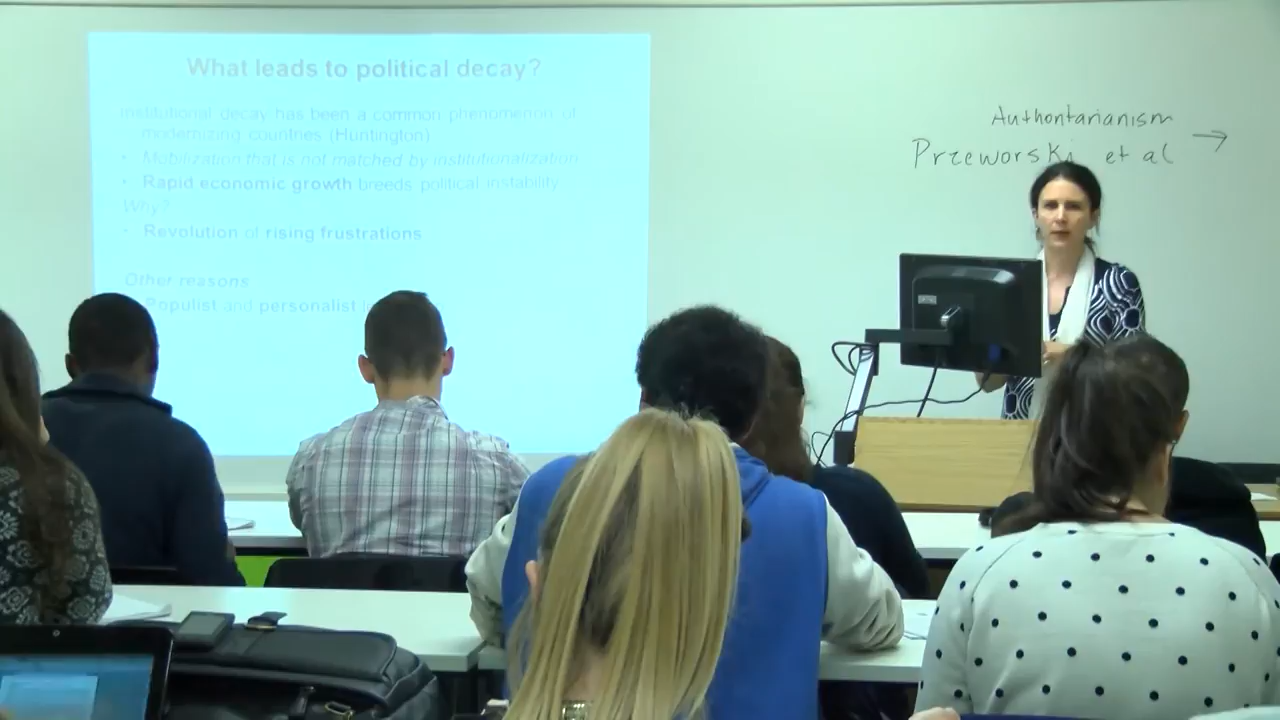 What leads to political decay?
Institutional decay has been a common phenomenon of
modernizing countries (Huntington)
• Mobilization that is not matched by institutionalization
• Rapid economic growth breeds political instability
Why?
• Revolution of rising frustrations
Other reasons
Populist and personalist
Authoritarianism
Przeworski et al →